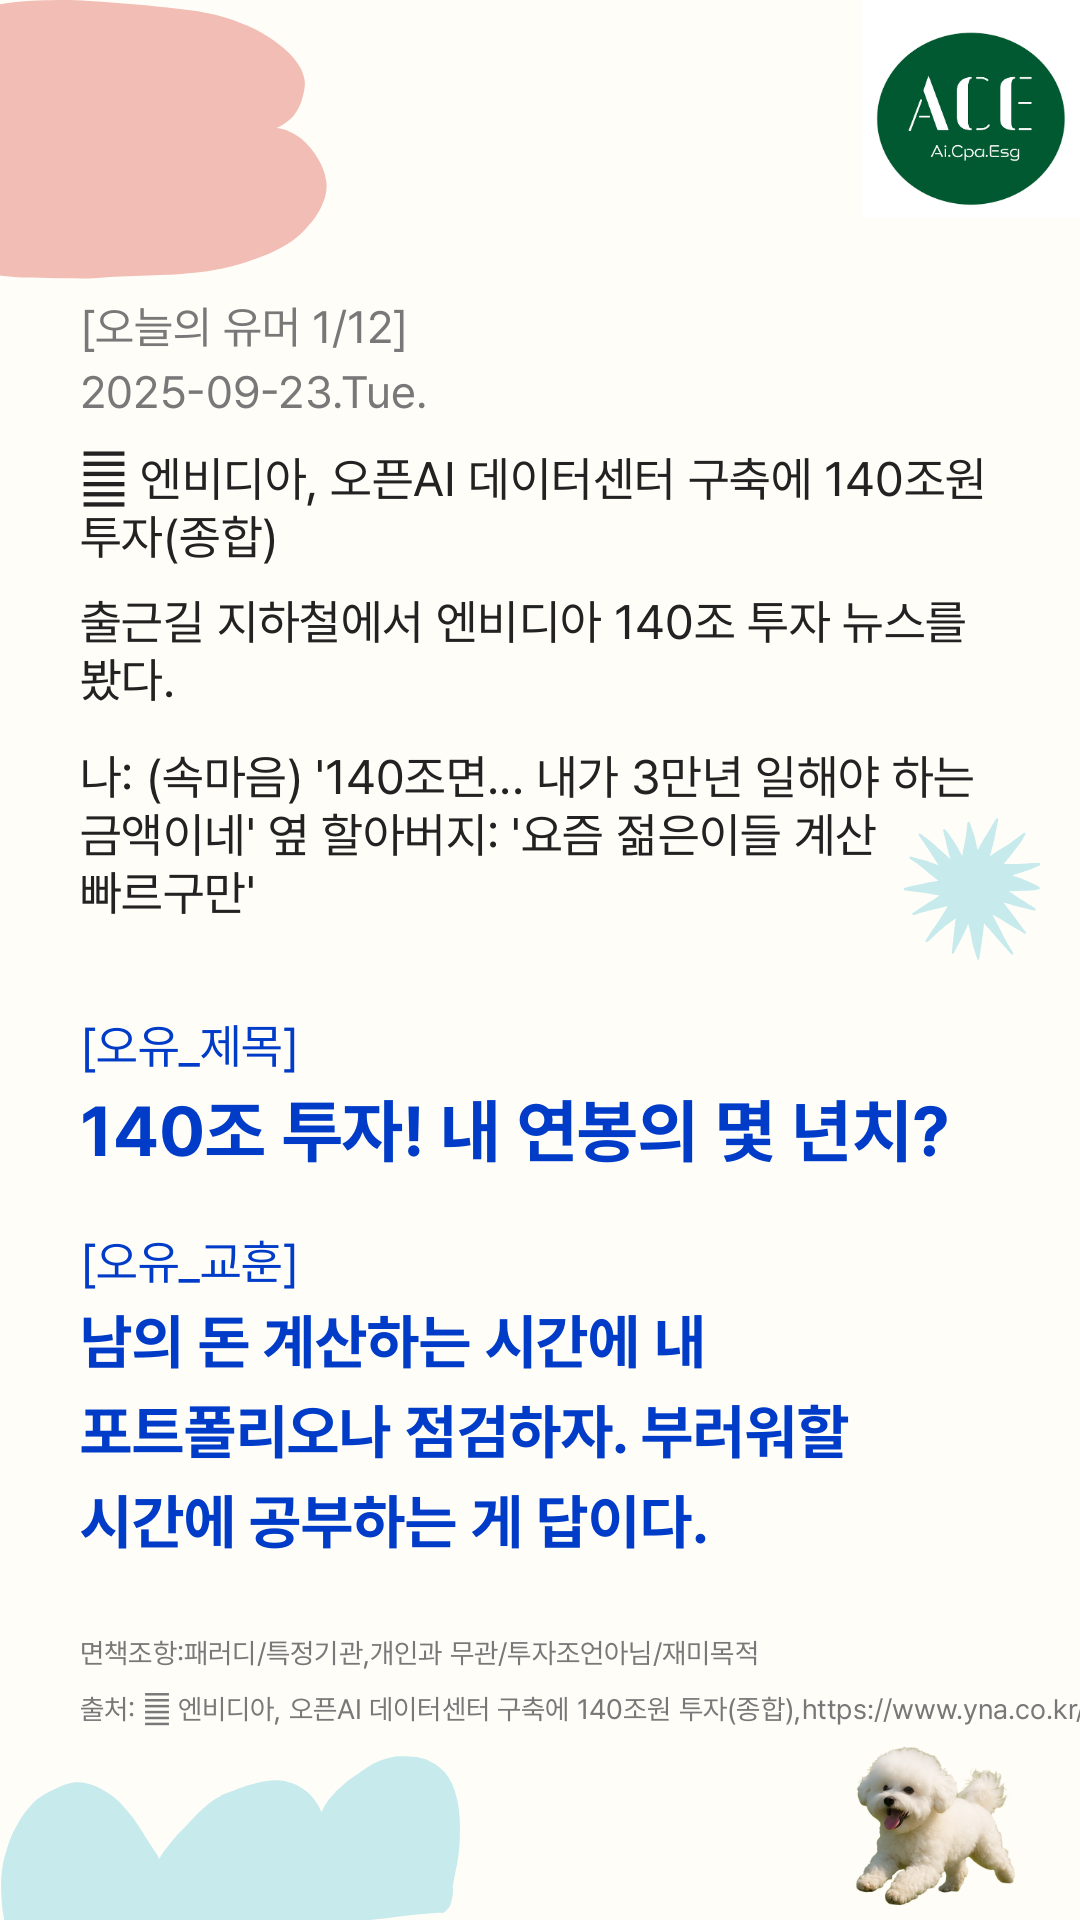 ACE
Ai.Cpa.Esg
[오늘의 유머 1/12]
2025-09-23.Tue.
엔비디아, 오픈AI 데이터센터 구축에 140조원
투자(종합)
출근길 지하철에서 엔비디아 140조 투자 뉴스를
봤다.
나: (속마음) '140조면... 내가 3만년 일해야 하는
금액이네' 옆 할아버지: '요즘 젊은이들 계산
빠르구만'
[오유_제목]
140조 투자! 내 연봉의 몇 년치?
[오유_교훈]
남의 돈 계산하는 시간에 내
포트폴리오나 점검하자. 부러워할
시간에 공부하는 게 답이다.
면책조항:패러디/특정기관,개인과 무관/투자조언아님/재미목적
출처: 엔비디아, 오픈AI 데이터센터 구축에 140조원 투자(종합),https://www.yna.co.kr/